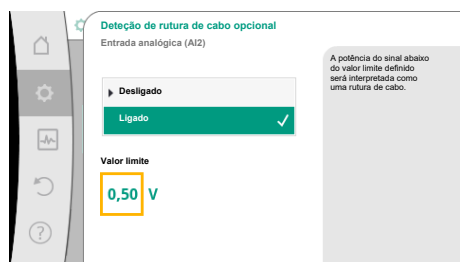 Deteção de rutura de cabo opcional
Entrada analógica (AI2)
A potência do sinal abaixo
do valor limite definido
será interpretada como
uma rutura de cabo.
Desligado
Ligado
Valor limite
0,50 V
?